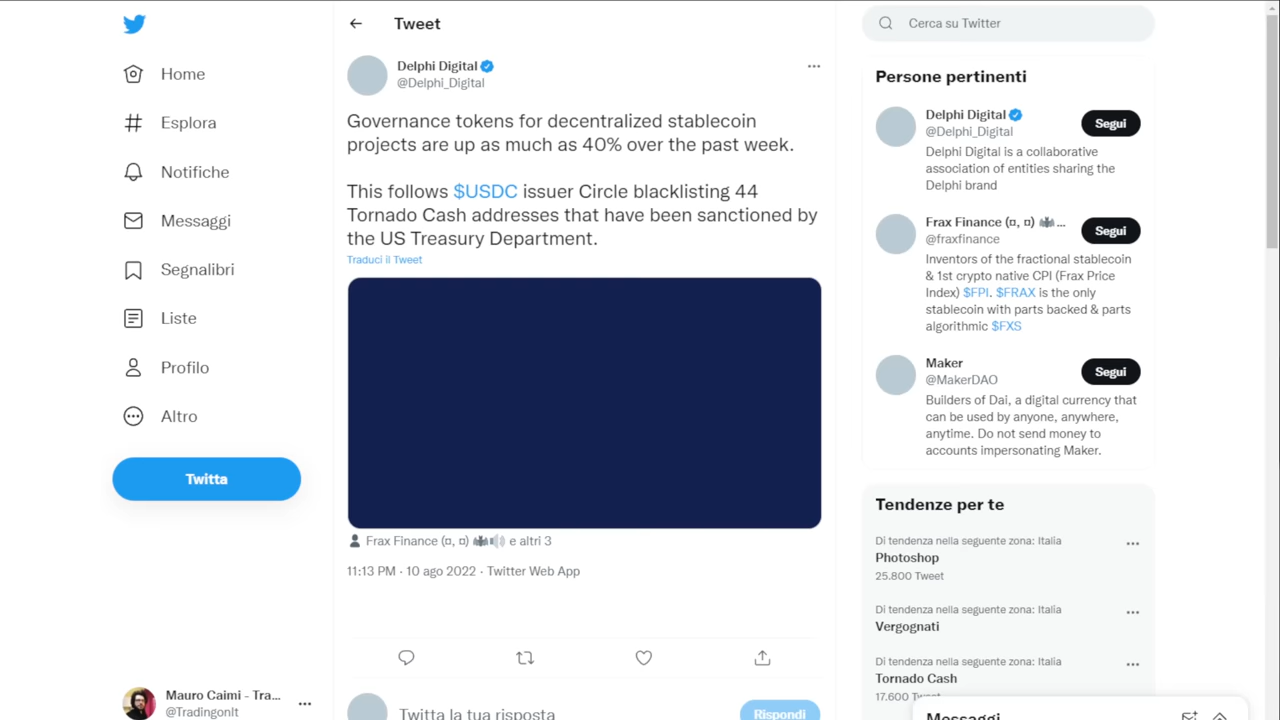 Home
Esplora
Notifiche
Messaggi
Segnalibri
Liste
Profilo
Altro
Twitta
Mauro Caimi - Tra...
@TradingonIt
Tweet
Delphi Digital
@Delphi_Digital
Governance tokens for decentralized stablecoin
projects are up as much as 40% over the past week.
This follows $USDC issuer Circle blacklisting 44
Tornado Cash addresses that have been sanctioned by
the US Treasury Department.
Traduci il Tweet
Frax Finance (¤, ¤) 🦇🔊 e altri 3
11:13 PM · 10 ago 2022 · Twitter Web App
Twitta la tua risposta
Rispondi
Cerca su Twitter
Persone pertinenti
Delphi Digital
@Delphi_Digital
Segui
Delphi Digital is a collaborative
association of entities sharing the
Delphi brand
Frax Finance (¤, ¤) 🦇 ...
@fraxfinance
Segui
Inventors of the fractional stablecoin
& 1st crypto native CPI (Frax Price
Index) $FPI. $FRAX is the only
stablecoin with parts backed & parts
algorithmic $FXS
Maker
@MakerDAO
Segui
Builders of Dai, a digital currency that
can be used by anyone, anywhere,
anytime. Do not send money to
accounts impersonating Maker.
Tendenze per te
Di tendenza nella seguente zona: Italia
Photoshop
25.800 Tweet
Di tendenza nella seguente zona: Italia
Vergognati
Di tendenza nella seguente zona: Italia
Tornado Cash
17.600 Tweet
Messaggi